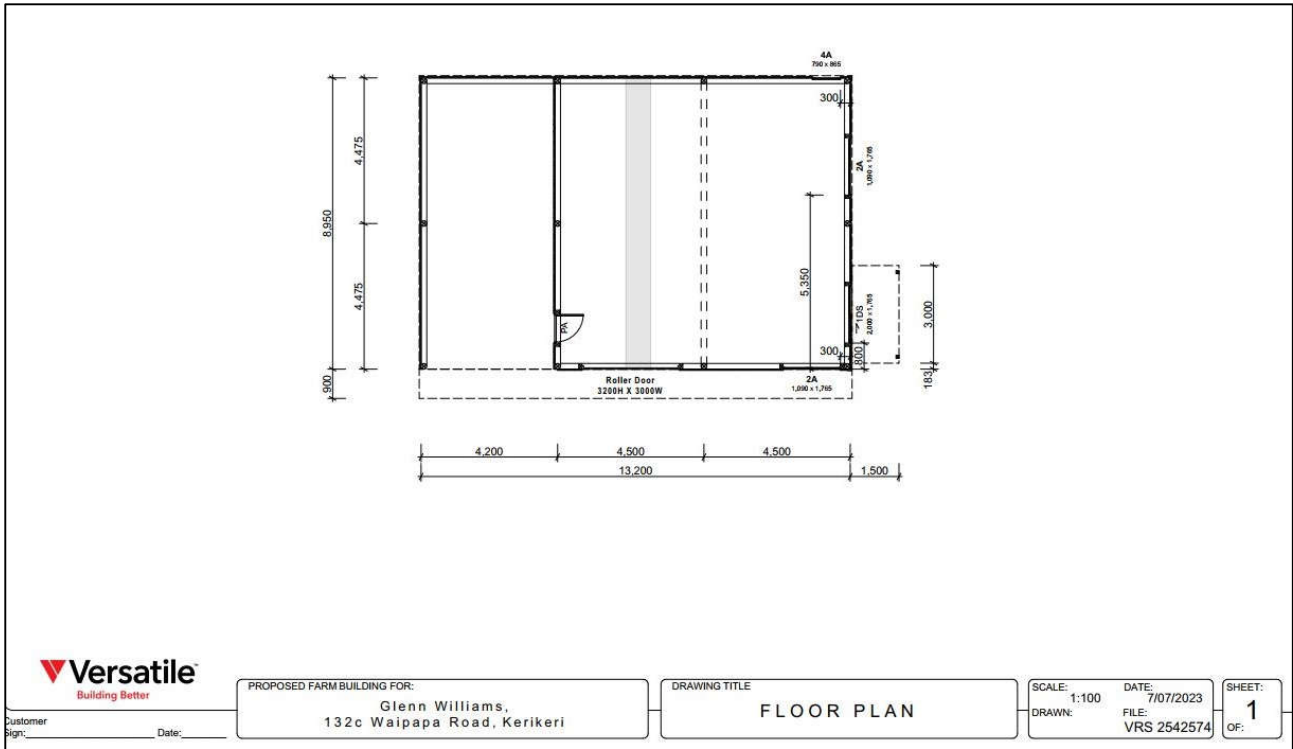 4A
790 x 865
300
4,475
8,950
2A
1,090 x 1,765
5,350
4,475
3,000
1DS
2,000 x 1,765
PA
300
800
183
900
Roller Door
3200H X 3000W
2A
1,090 x 1,765
4,200
4,500
4,500
13,200
1,500
Versatile
Building Better
Customer
Sign:
Date:
PROPOSED FARM BUILDING FOR:
Glenn Williams,
132c Waipapa Road, Kerikeri
DRAWING TITLE
FLOOR PLAN
SCALE:
1:100
DATE:
7/07/2023
DRAWN:
FILE:
VRS 2542574
SHEET:
1
OF: